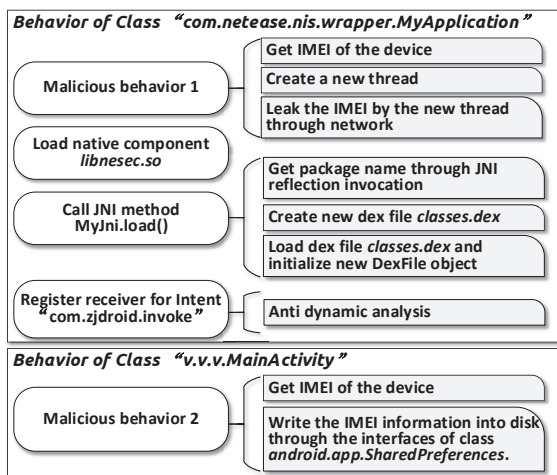 Behavior of Class “com.netease.nis.wrapper.MyApplication”
Malicious behavior 1
Get IMEI of the device
Create a new thread
Leak the IMEI by the new thread
through network
Load native component
libnesec.so
Call JNI method
MyJni.load()
Get package name through JNI
reflection invocation
Create new dex file classes.dex
Load dex file classes.dex and
initialize new DexFile object
Register receiver for Intent
“com.zjdroid.invoke”
Anti dynamic analysis
Behavior of Class “v.v.v.MainActivity”
Malicious behavior 2
Get IMEI of the device
Write the IMEI information into disk
through the interfaces of class
android.app.SharedPreferences.